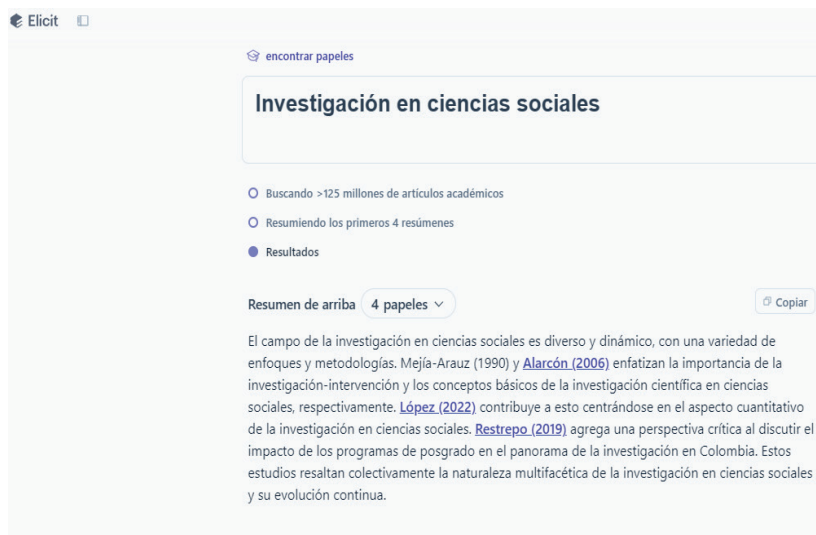 Elicit
encontrar papeles
Investigación en ciencias sociales
Buscando >125 millones de artículos académicos
Resumiendo los primeros 4 resúmenes
Resultados
Resumen de arriba 4 papeles Copiar
El campo de la investigación en ciencias sociales es diverso y dinámico, con una variedad de
enfoques y metodologías. Mejía-Arauz (1990) y Alarcón (2006) enfatizan la importancia de la
investigación-intervención y los conceptos básicos de la investigación científica en ciencias
sociales, respectivamente. López (2022) contribuye a esto centrándose en el aspecto cuantitativo
de la investigación en ciencias sociales. Restrepo (2019) agrega una perspectiva crítica al discutir el
impacto de los programas de posgrado en el panorama de la investigación en Colombia. Estos
estudios resaltan colectivamente la naturaleza multifacética de la investigación en ciencias sociales
y su evolución continua.